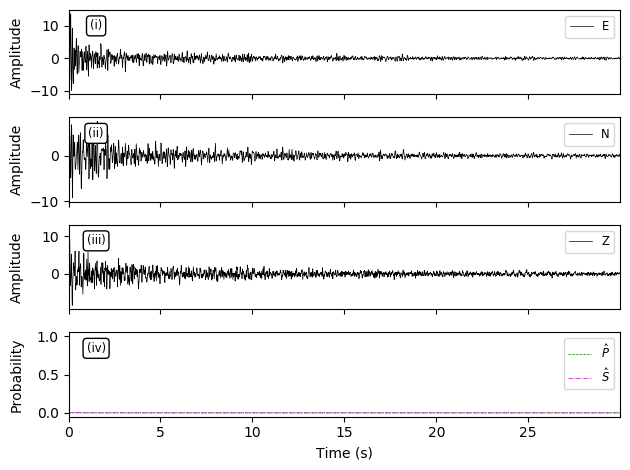 Amplitude
10
0
−10
(i)
E
Amplitude
0
−10
(ii)
N
Amplitude
10
0
(iii)
Z
Probability
1.0
0.5
0.0
(iv)
P̂
Ŝ
0 5 10 15 20 25
Time (s)